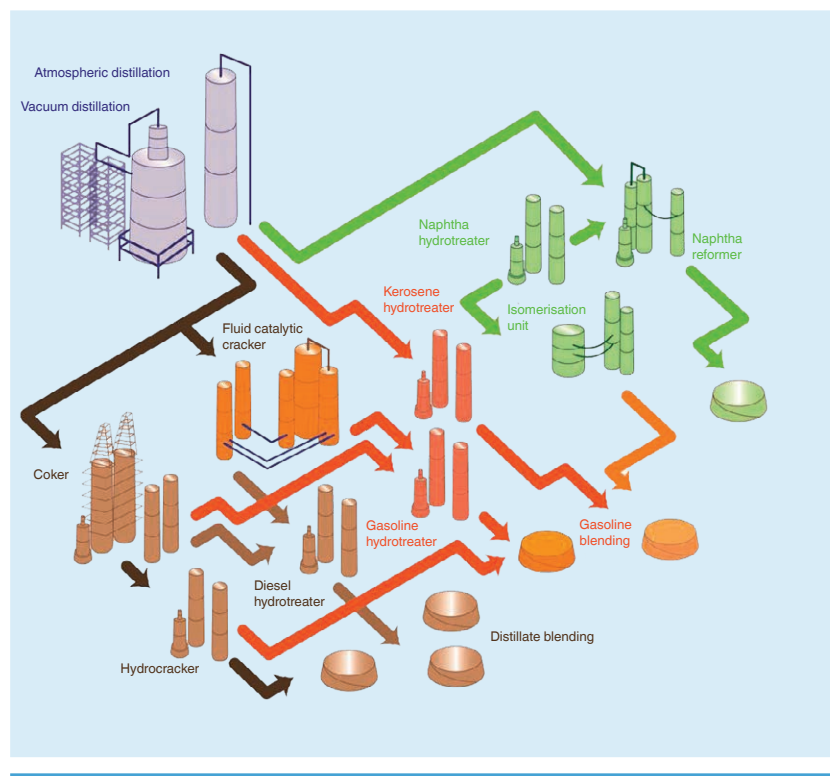 Atmospheric distillation
Vacuum distillation
Naphtha
hydrotreater
Naphtha
reformer
Kerosene
hydrotreater
Isomerisation
unit
Fluid catalytic
cracker
Coker
Gasoline
hydrotreater
Gasoline
blending
Diesel
hydrotreater
Distillate blending
Hydrocracker